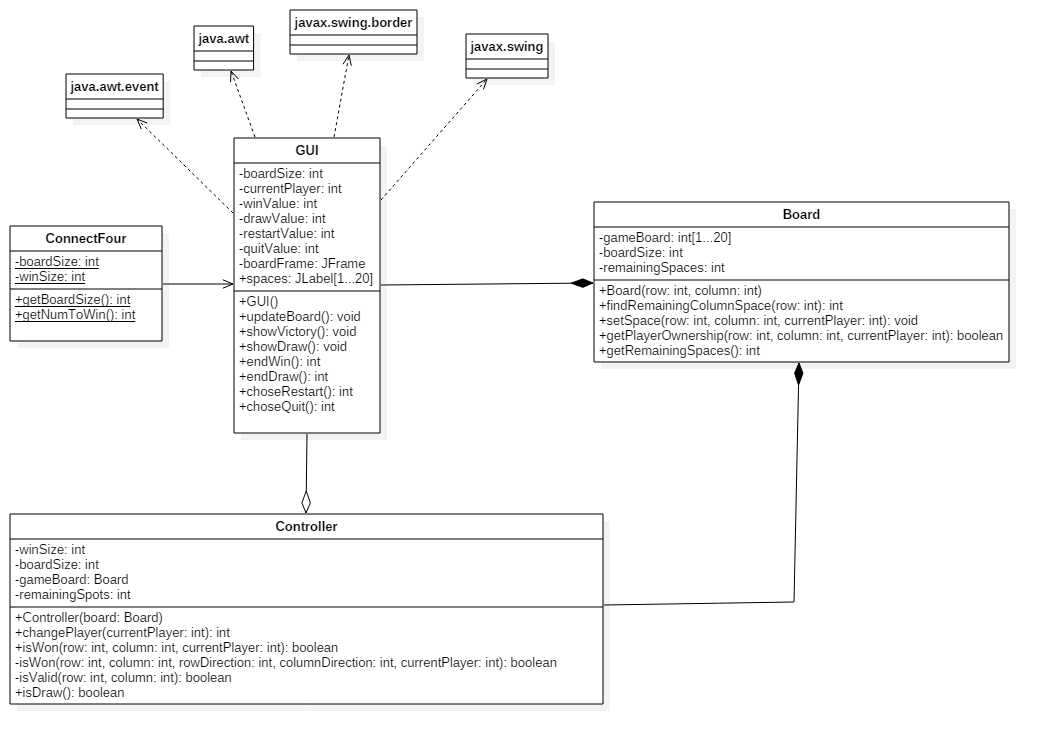 javax.swing.border
java.awt
javax.swing
java.awt.event
GUI
-boardSize: int
-currentPlayer: int
-winValue: int
-drawValue: int
-restartValue: int
-quitValue: int
-boardFrame: JFrame
+spaces: JLabel[1...20]
+GUI()
+updateBoard(): void
+showVictory(): void
+showDraw(): void
+endWin(): int
+endDraw(): int
+choseRestart(): int
+choseQuit(): int
ConnectFour
-boardSize: int
-winSize: int
+getBoardSize(): int
+getNumToWin(): int
Board
-gameBoard: int[1...20]
-boardSize: int
-remainingSpaces: int
+Board(row: int, column: int)
+findRemainingColumnSpace(row: int): int
+setSpace(row: int, column: int, currentPlayer: int): void
+getPlayerOwnership(row: int, column: int, currentPlayer: int): boolean
+getRemainingSpaces(): int
Controller
-winSize: int
-boardSize: int
-gameBoard: Board
-remainingSpots: int
+Controller(board: Board)
+changePlayer(currentPlayer: int): int
+isWon(row: int, column: int, currentPlayer: int): boolean
-isWon(row: int, column: int, rowDirection: int, columnDirection: int, currentPlayer: int): boolean
-isValid(row: int, column: int): boolean
+isDraw(): boolean